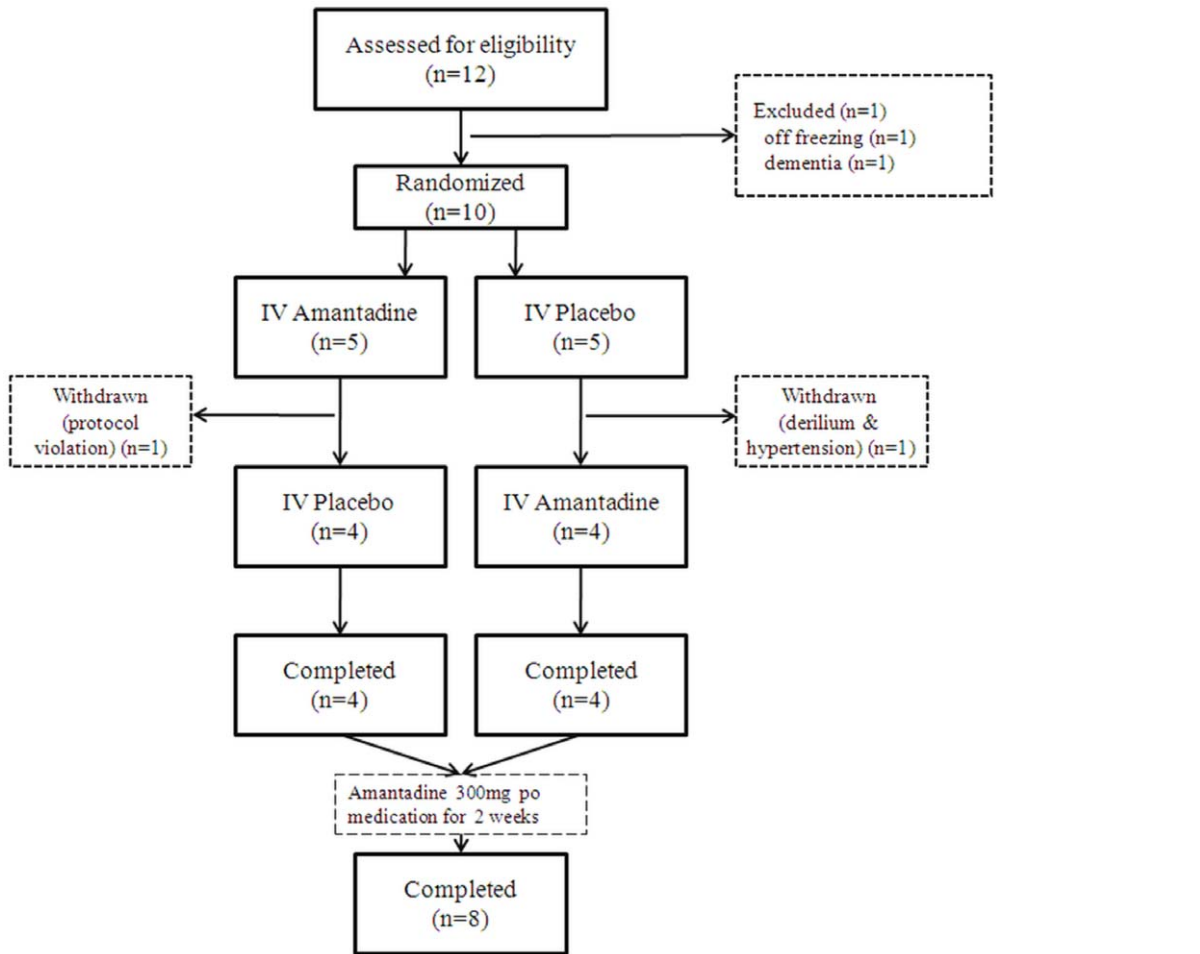 Assessed for eligibility
(n=12)
Excluded (n=1)
off freezing (n=1)
dementia (n=1)
Randomized
(n=10)
IV Amantadine
(n=5)
IV Placebo
(n=5)
Withdrawn
(protocol
violation) (n=1)
Withdrawn
(derilium &
hypertension) (n=1)
IV Placebo
(n=4)
IV Amantadine
(n=4)
Completed
(n=4)
Completed
(n=4)
Amantadine 300mg po
medication for 2 weeks
Completed
(n=8)